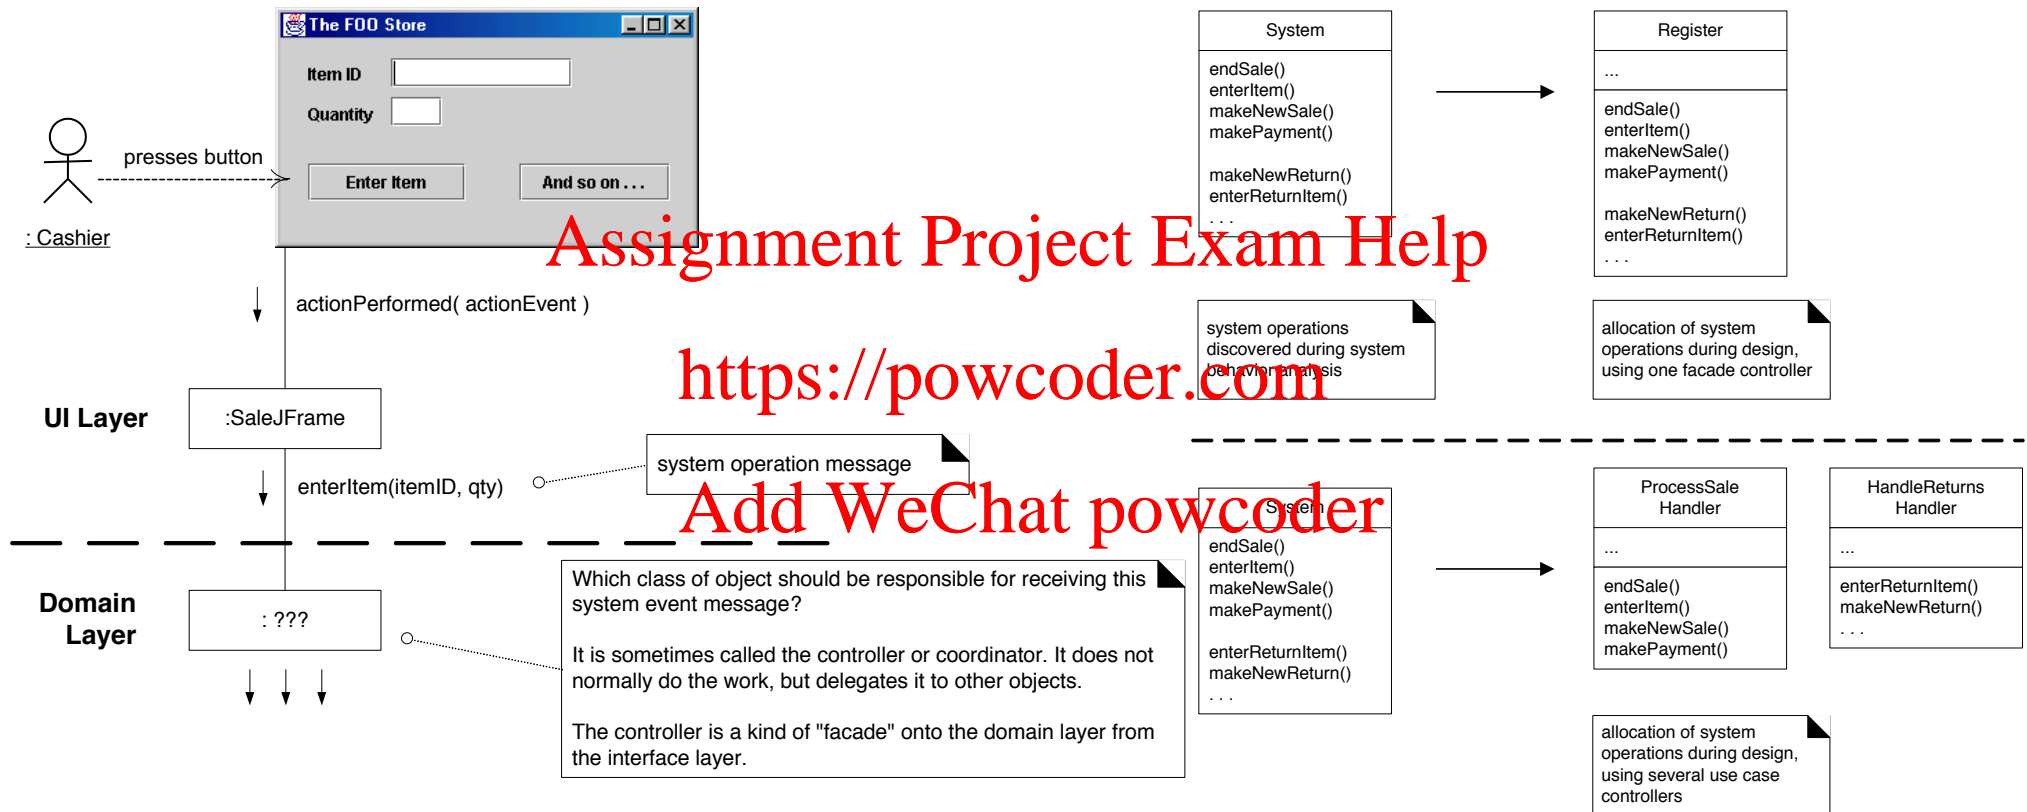 The FOO Store
Item ID
Quantity
Enter Item
And so on . . .
presses button
: Cashier
actionPerformed( actionEvent )
UI Layer
:SaleJFrame
enterItem(itemID, qty)
system operation message
Domain
Layer
: ???
Which class of object should be responsible for receiving this
system event message?
It is sometimes called the controller or coordinator. It does not
normally do the work, but delegates it to other objects.
The controller is a kind of "facade" onto the domain layer from
the interface layer.
System
endSale()
enterItem()
makeNewSale()
makePayment()
makeNewReturn()
enterReturnItem()
. . .
Register
...
endSale()
enterItem()
makeNewSale()
makePayment()
makeNewReturn()
enterReturnItem()
. . .
Assignment Project Exam Help
system operations
discovered during system
behavior analysis
allocation of system
operations during design,
using one facade controller
https://powcoder.com
Add WeChat powcoder
System
endSale()
enterItem()
makeNewSale()
makePayment()
enterReturnItem()
makeNewReturn()
. . .
ProcessSale
Handler
...
endSale()
enterItem()
makeNewSale()
makePayment()
HandleReturns
Handler
...
enterReturnItem()
makeNewReturn()
. . .
allocation of system
operations during design,
using several use case
controllers